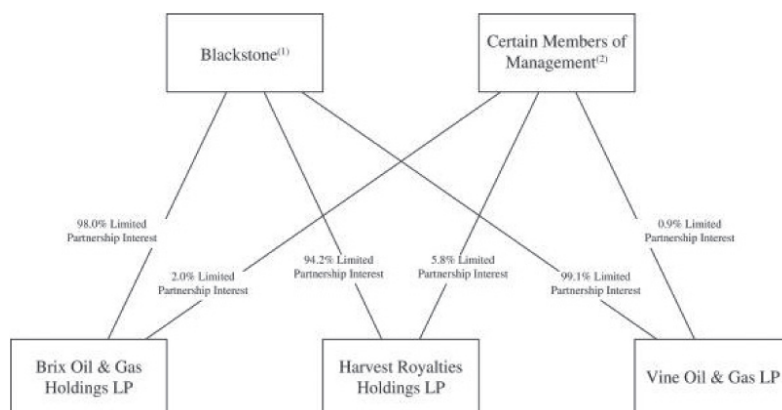 Blackstone(1)
Certain Members of
Management(2)
98.0% Limited
Partnership Interest
2.0% Limited
Partnership Interest
94.2% Limited
Partnership Interest
5.8% Limited
Partnership Interest
99.1% Limited
Partnership Interest
0.9% Limited
Partnership Interest
Brix Oil & Gas
Holdings LP
Harvest Royalties
Holdings LP
Vine Oil & Gas LP